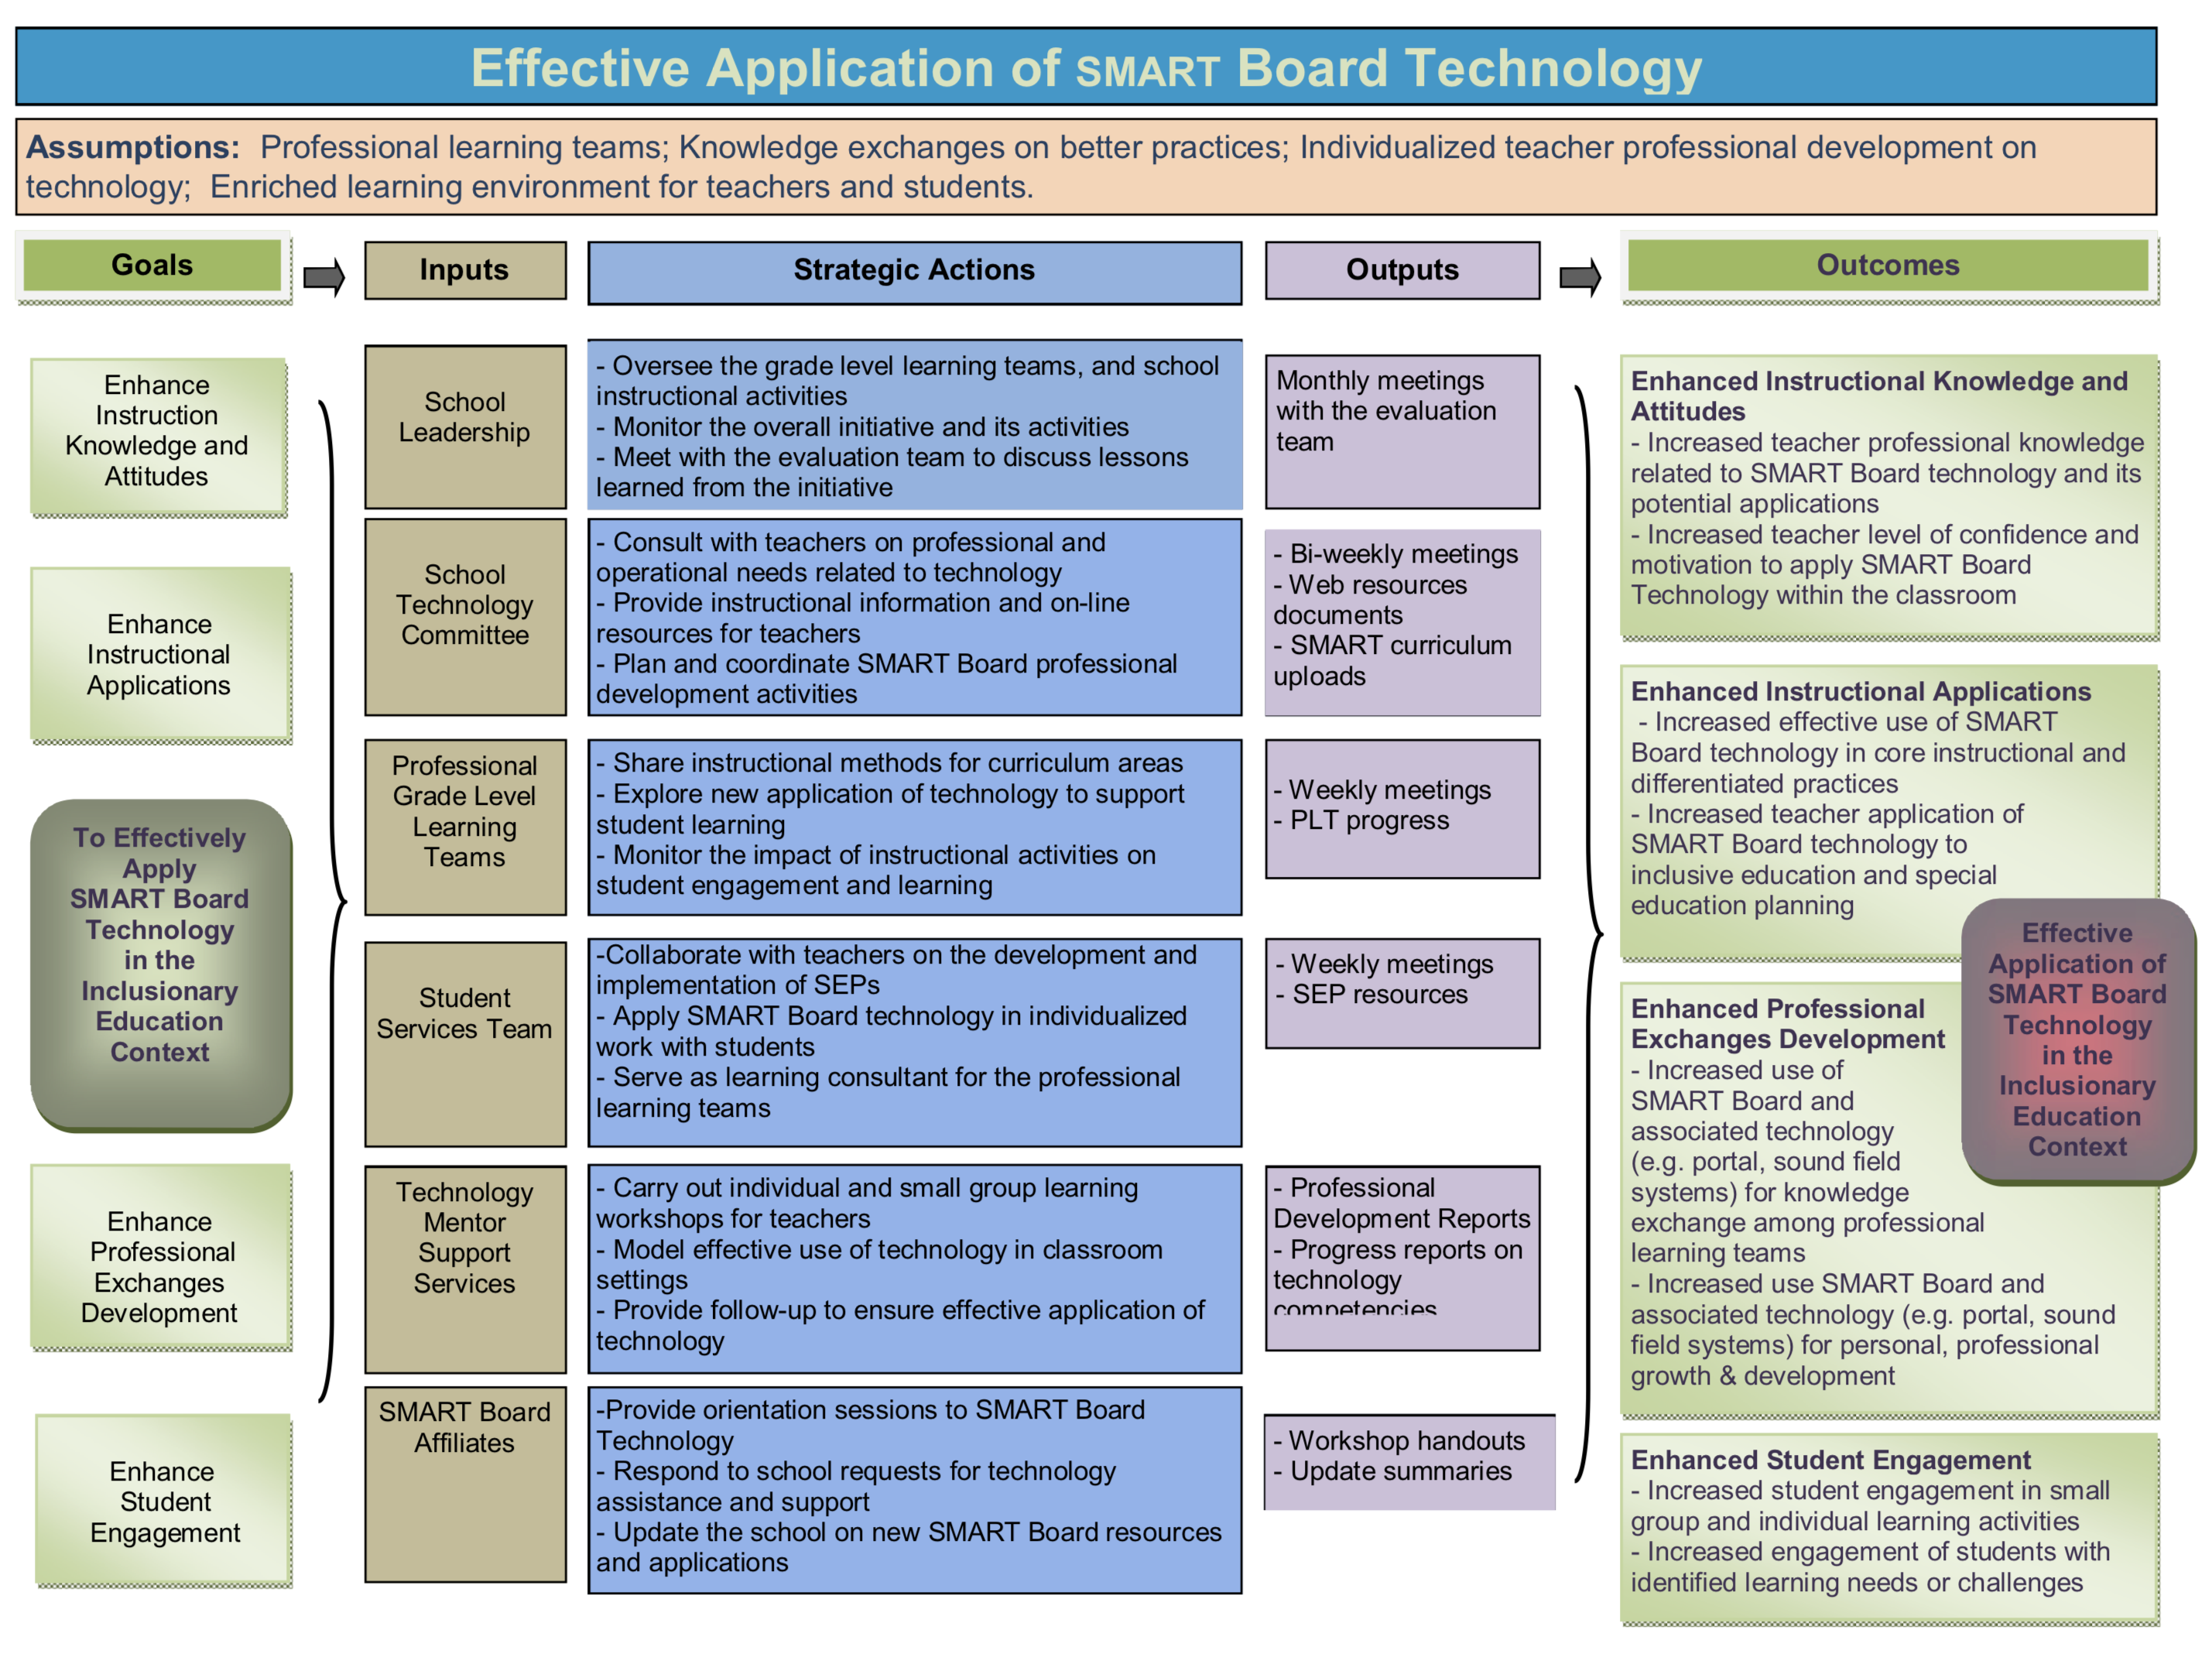 Effective Application of SMART Board Technology
Assumptions: Professional learning teams; Knowledge exchanges on better practices; Individualized teacher professional development on
technology; Enriched learning environment for teachers and students.
Goals
Inputs
Strategic Actions
Outputs
Outcomes
Enhance
Instruction
Knowledge and
Attitudes
Enhance
Instructional
Applications
To Effectively
Apply
SMART Board
Technology
in the
Inclusionary
Education
Context
Enhance
Professional
Exchanges
Development
Enhance
Student
Engagement
School
Leadership
- Oversee the grade level learning teams, and school
instructional activities
- Monitor the overall initiative and its activities
- Meet with the evaluation team to discuss lessons
learned from the initiative
Monthly meetings
with the evaluation
team
School
Technology
Committee
- Consult with teachers on professional and
operational needs related to technology
- Provide instructional information and on-line
resources for teachers
- Plan and coordinate SMART Board professional
development activities
- Bi-weekly meetings
- Web resources
documents
- SMART curriculum
uploads
Professional
Grade Level
Learning
Teams
- Share instructional methods for curriculum areas
- Explore new application of technology to support
student learning
- Monitor the impact of instructional activities on
student engagement and learning
- Weekly meetings
- PLT progress
Student
Services Team
-Collaborate with teachers on the development and
implementation of SEPs
- Apply SMART Board technology in individualized
work with students
- Serve as learning consultant for the professional
learning teams
- Weekly meetings
- SEP resources
Technology
Mentor
Support
Services
- Carry out individual and small group learning
workshops for teachers
- Model effective use of technology in classroom
settings
- Provide follow-up to ensure effective application of
technology
- Professional
Development Reports
- Progress reports on
technology
competencies
SMART Board
Affiliates
-Provide orientation sessions to SMART Board
Technology
- Respond to school requests for technology
assistance and support
- Update the school on new SMART Board resources
and applications
- Workshop handouts
- Update summaries
Enhanced Instructional Knowledge and
Attitudes
- Increased teacher professional knowledge
related to SMART Board technology and its
potential applications
- Increased teacher level of confidence and
motivation to apply SMART Board
Technology within the classroom
Enhanced Instructional Applications
- Increased effective use of SMART
Board technology in core instructional and
differentiated practices
- Increased teacher application of
SMART Board technology to
inclusive education and special
education planning
Enhanced Professional
Exchanges Development
- Increased use of
SMART Board and
associated technology
(e.g. portal, sound field
systems) for knowledge
exchange among professional
learning teams
- Increased use SMART Board and
associated technology (e.g. portal, sound
field systems) for personal, professional
growth & development
Effective
Application of
SMART Board
Technology
in the
Inclusionary
Education
Context
Enhanced Student Engagement
- Increased student engagement in small
group and individual learning activities
- Increased engagement of students with
identified learning needs or challenges